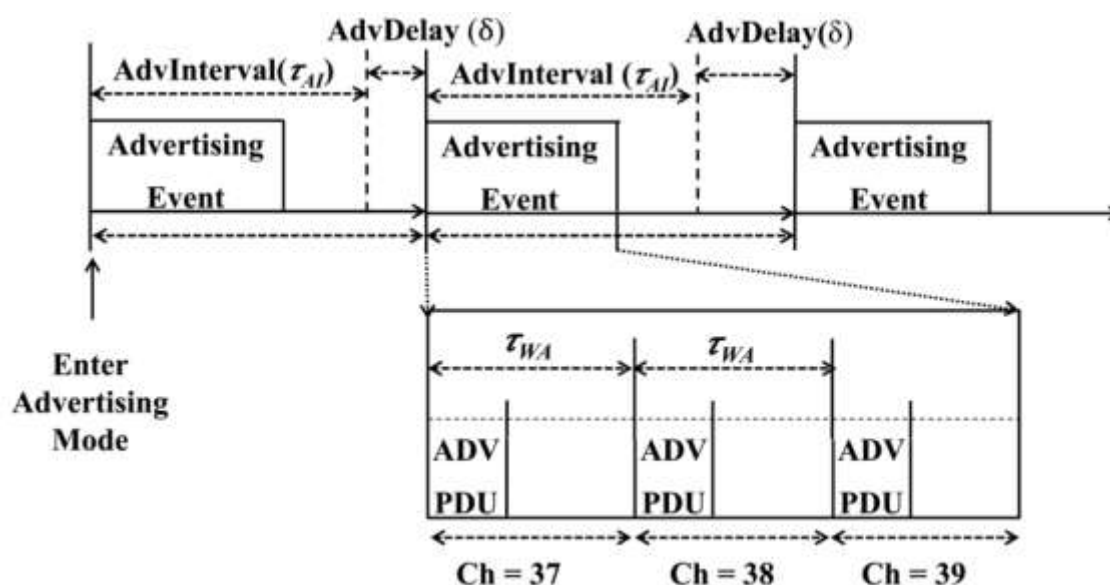 AdvDelay (δ)
AdvDelay(δ)
AdvInterval(τAI)
AdvInterval (τAI)
Advertising
Event
Advertising
Event
Advertising
Event
Enter
Advertising
Mode
τWA
τWA
ADV
PDU
ADV
PDU
ADV
PDU
Ch = 37
Ch = 38
Ch = 39